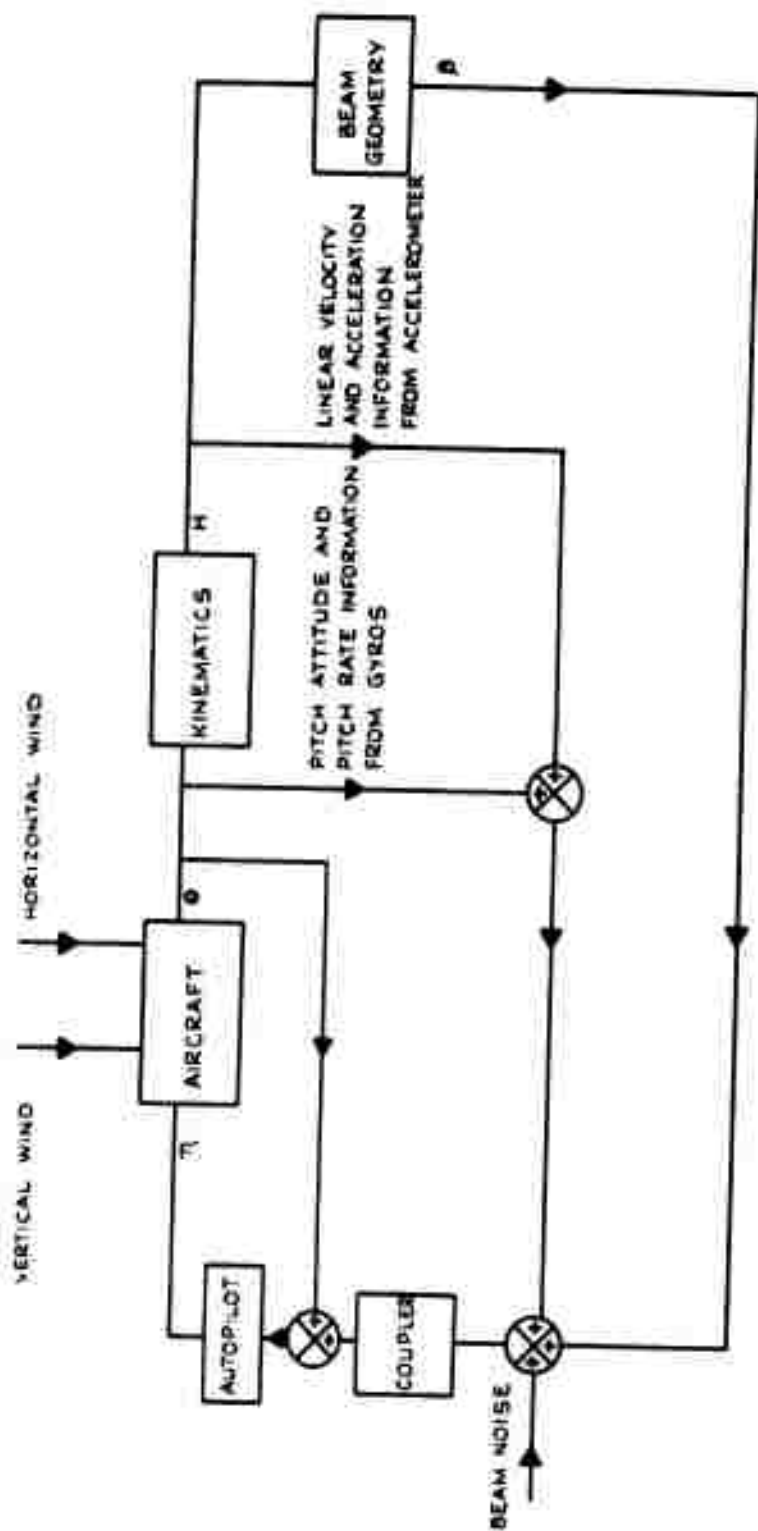 VERTICAL WIND
HORIZONTAL WIND
η
AIRCRAFT
θ
KINEMATICS
H
AUTOPILOT
COUPLER
BEAM NOISE
PITCH ATTITUDE AND
PITCH RATE INFORMATION
FROM GYROS
LINEAR VELOCITY
AND ACCELERATION
INFORMATION
FROM ACCELEROMETER
BEAM
GEOMETRY
β
+
+
+
+
+
+
+